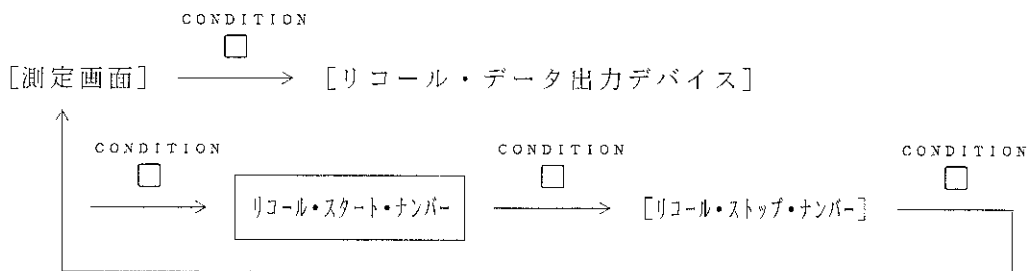 CONDITION
[測定画面] [リコール・データ出力デバイス]
CONDITION CONDITION CONDITION
リコール・スタート・ナンバー [リコール・ストップ・ナンバー]